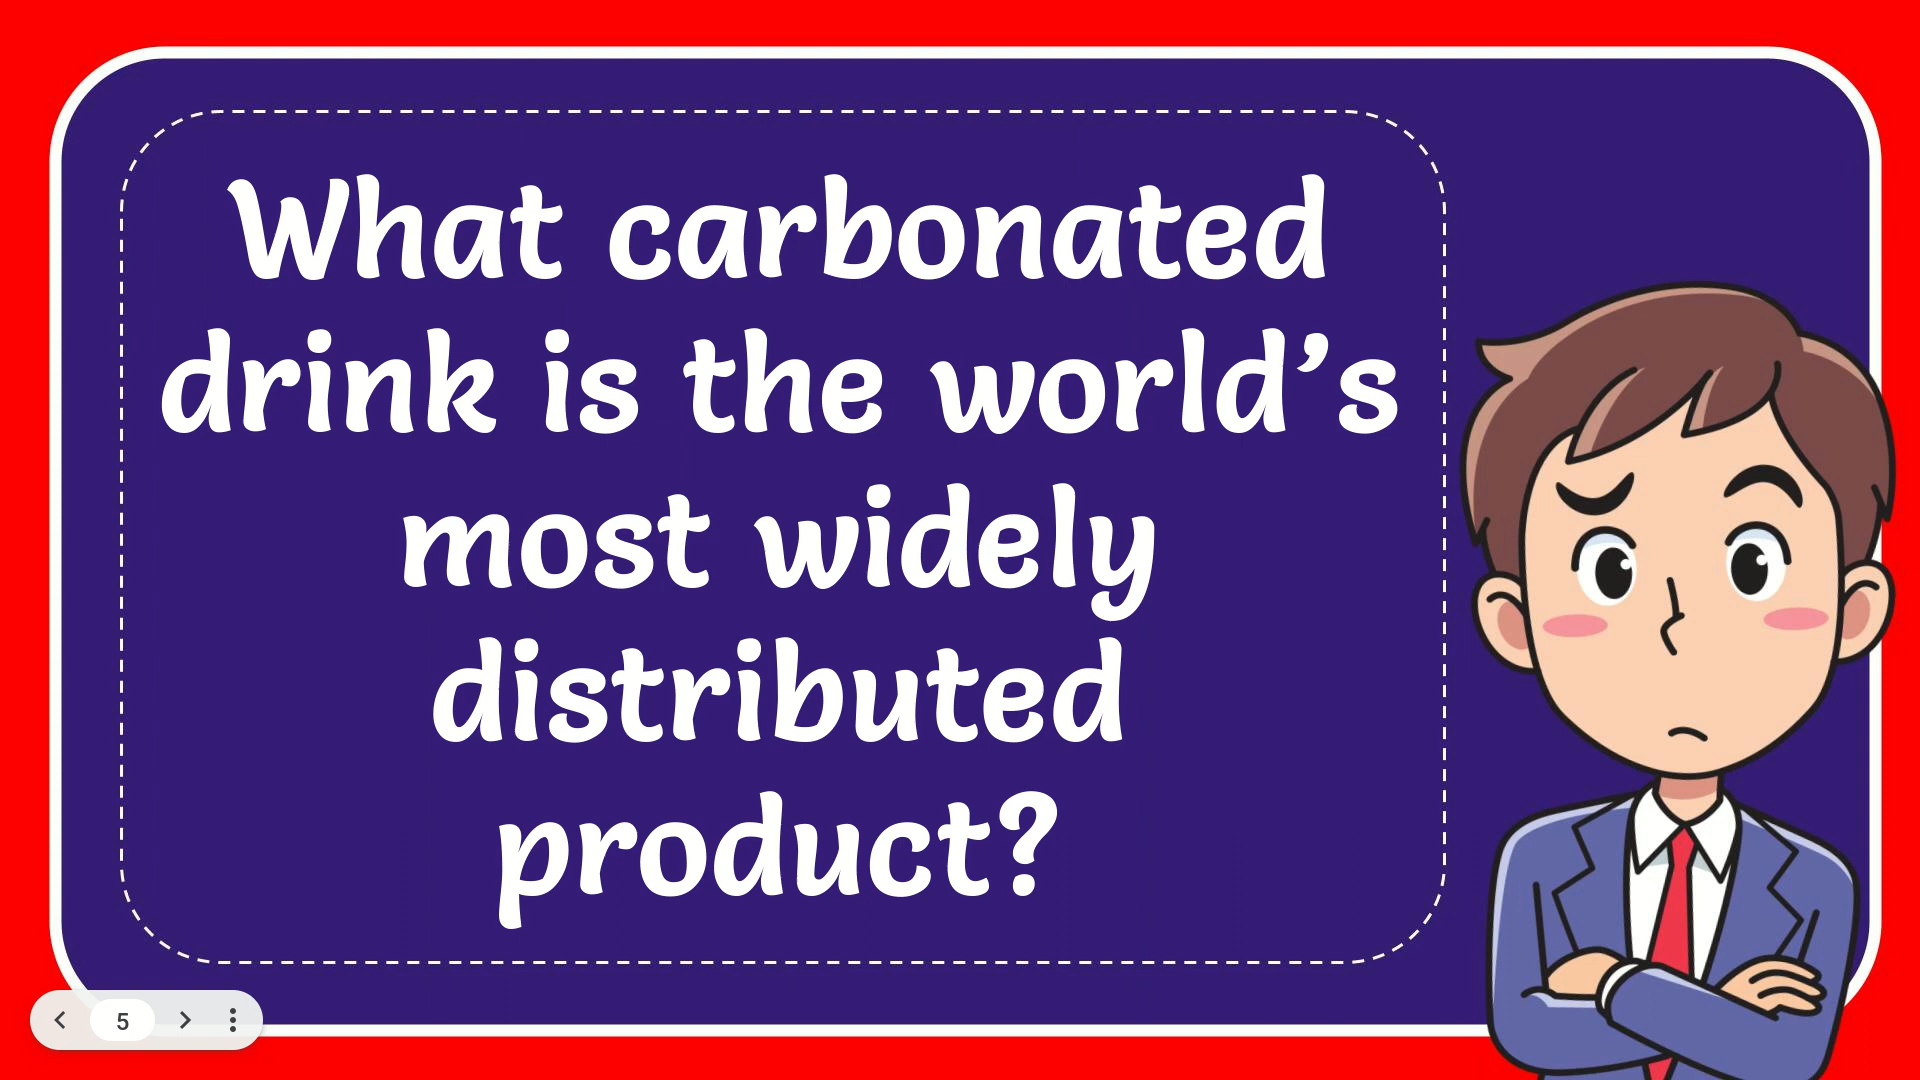 What carbonated
drink is the world’s
most widely
distributed
product?
5